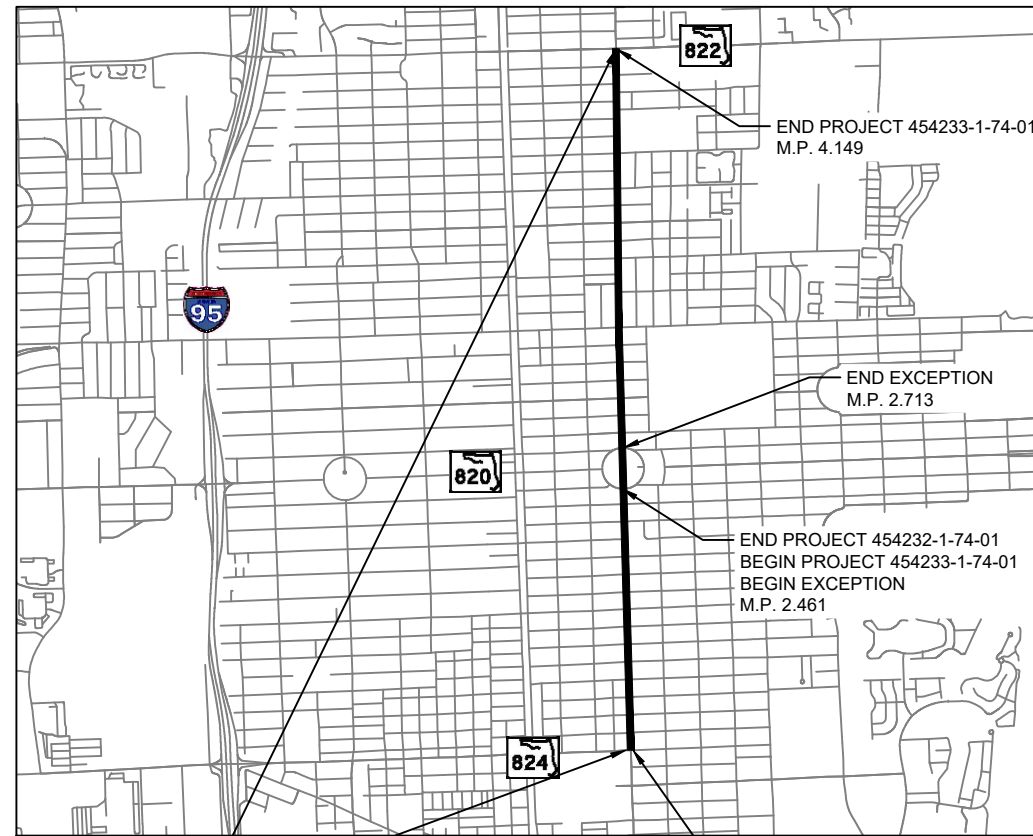 822
END PROJECT 454233-1-74-01
M.P. 4.149
95
END EXCEPTION
M.P. 2.713
820
END PROJECT 454232-1-74-01
BEGIN PROJECT 454233-1-74-01
BEGIN EXCEPTION
M.P. 2.461
824